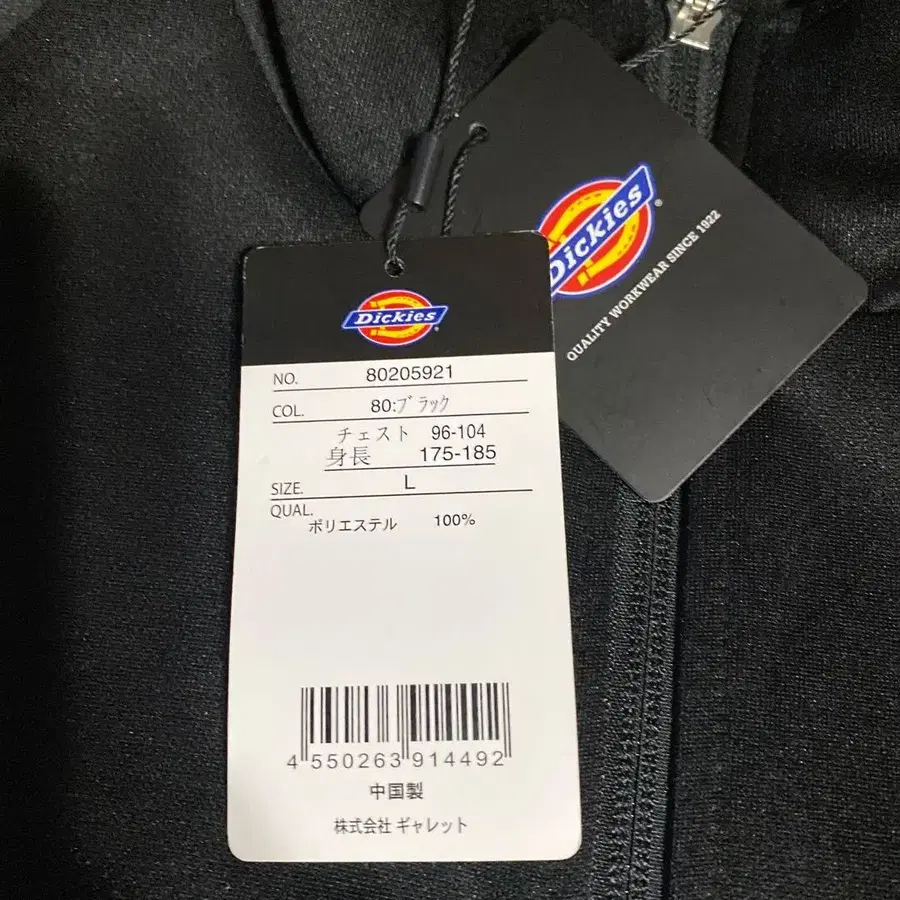 Dickies
NO. 80205921
COL. 80:ブラック
チェスト 96-104
身長 175-185
SIZE. L
QUAL.
ポリエステル 100%
4 550263 914492
中国製
株式会社 ギャレット
Dickies®
QUALITY WORKWEAR SINCE 1922